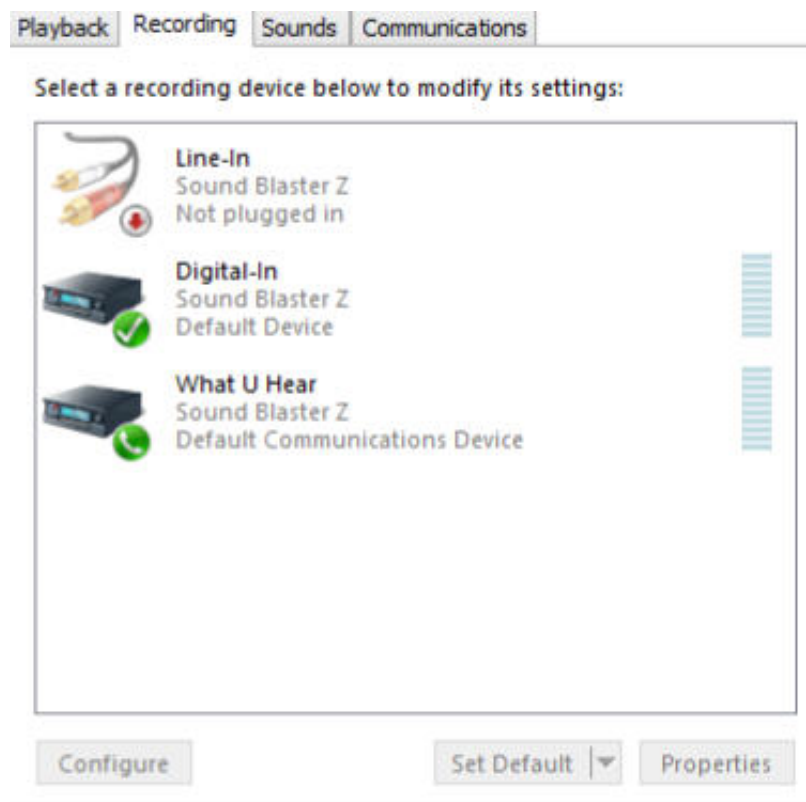 Playback Recording Sounds Communications
Select a recording device below to modify its settings:
Line-In
Sound Blaster Z
Not plugged in
Digital-In
Sound Blaster Z
Default Device
What U Hear
Sound Blaster Z
Default Communications Device
Configure Set Default Properties